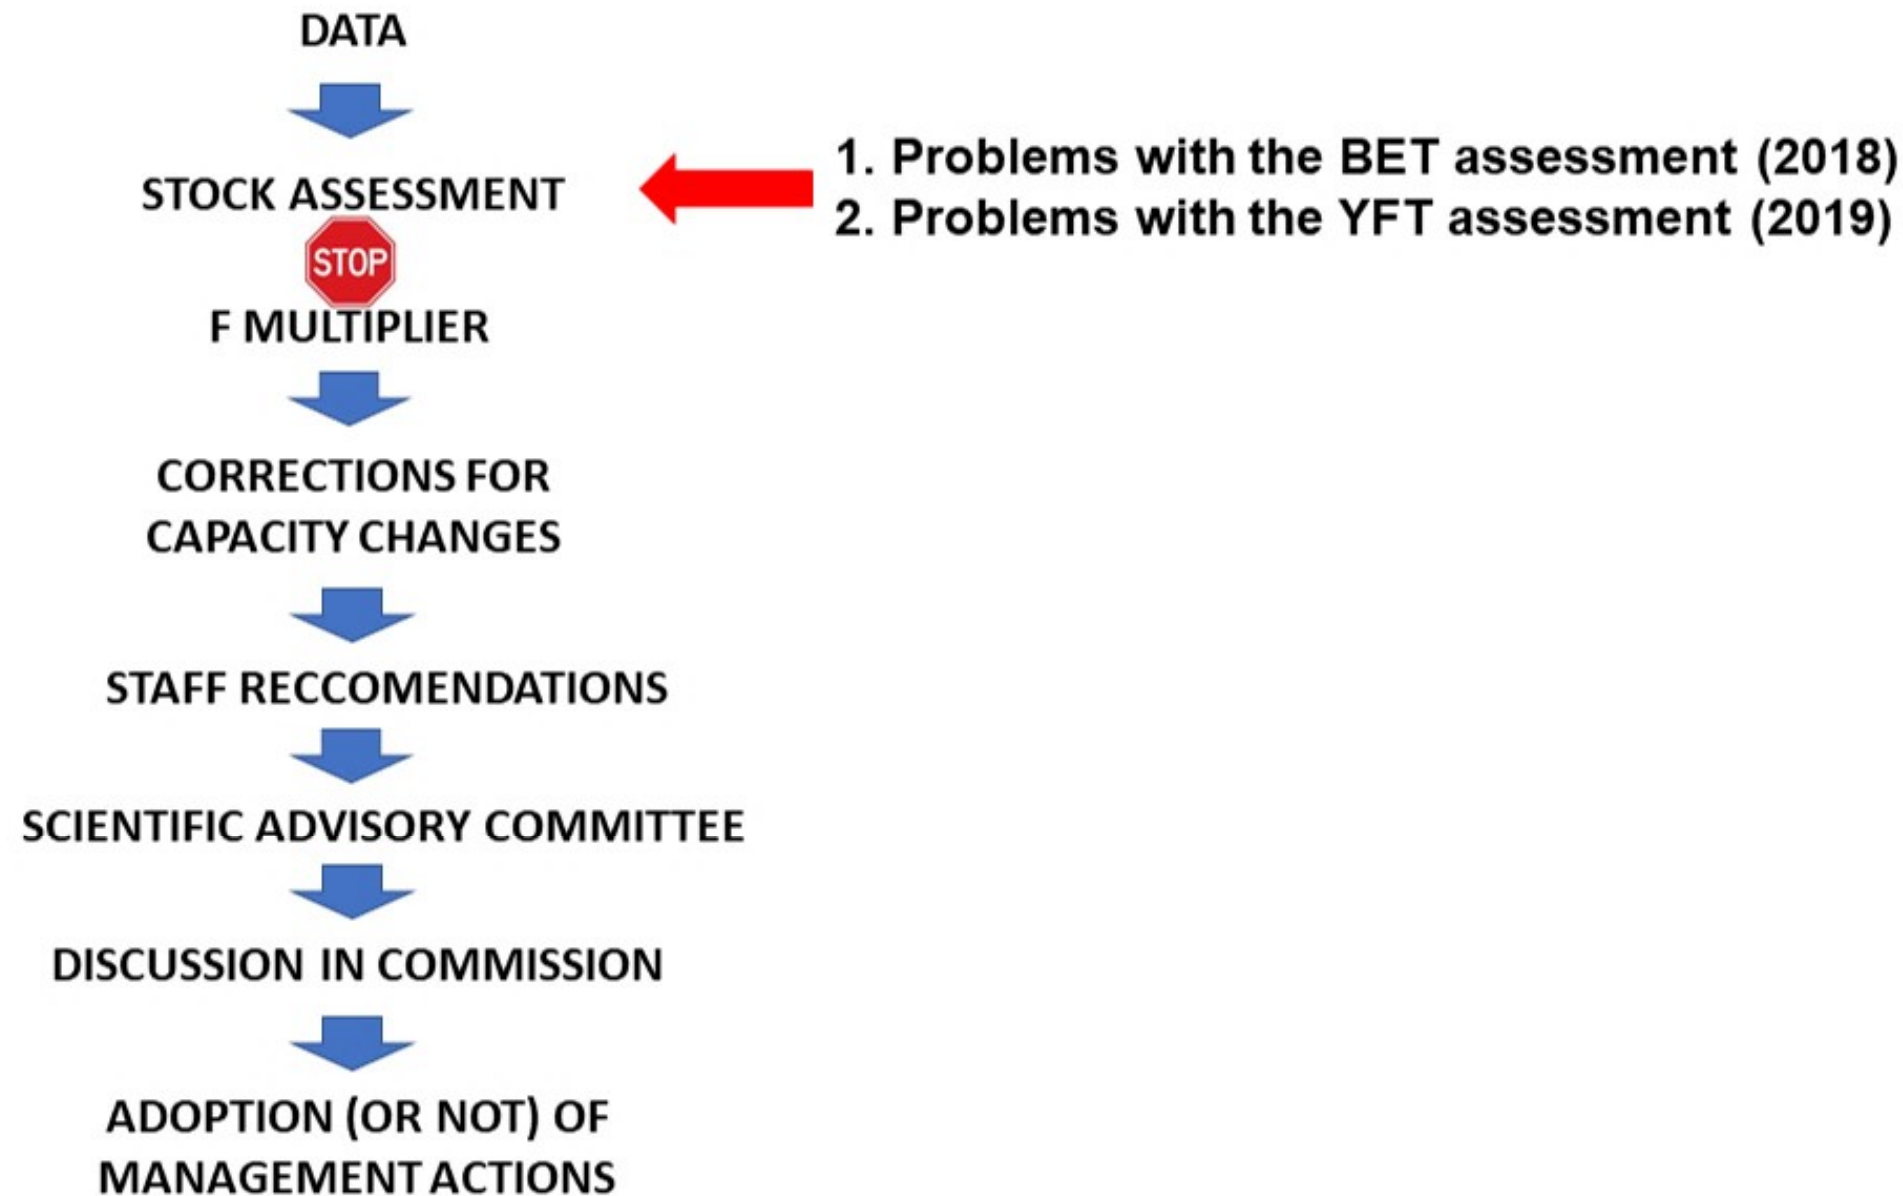 DATA
STOCK ASSESSMENT
1. Problems with the BET assessment (2018)
2. Problems with the YFT assessment (2019)
STOP
F MULTIPLIER
CORRECTIONS FOR
CAPACITY CHANGES
STAFF RECCOMENDATIONS
SCIENTIFIC ADVISORY COMMITTEE
DISCUSSION IN COMMISSION
ADOPTION (OR NOT) OF
MANAGEMENT ACTIONS